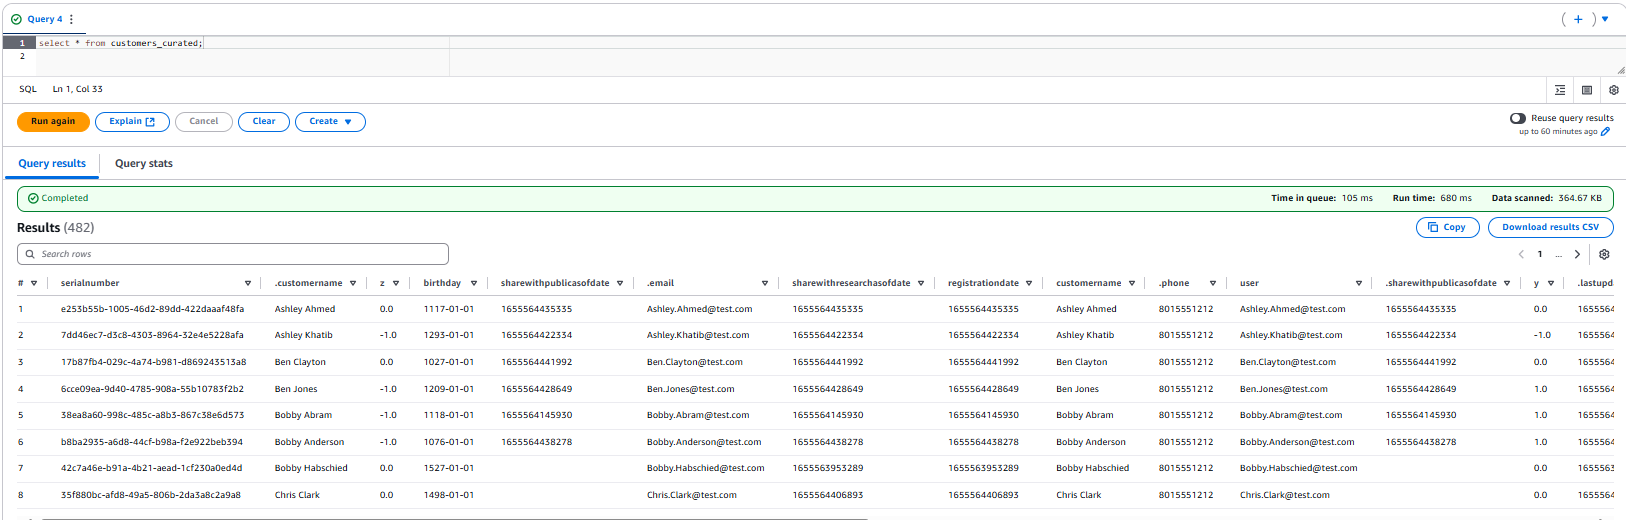 Query 4
1 select * from customers_curated;
2
SQL Ln 1, Col 33
Run again Explain Cancel Clear Create
Reuse query results
up to 60 minutes ago
Query results Query stats
Completed Time in queue: 105 ms Run time: 680 ms Data scanned: 364.67 KB
Results (482) Copy Download results CSV
Search rows 1 ...
# serialnumber .customername z birthday sharewithpublicasofdate .email sharewithresearchasofdate registrationdate customername .phone user .sharewithpublicasofdate y .lastupd
1 e253b55b-1005-46d2-89dd-422daaaf48fa Ashley Ahmed 0.0 1117-01-01 1655564435335 Ashley.Ahmed@test.com 1655564435335 1655564435335 Ashley Ahmed 8015551212 Ashley.Ahmed@test.com 1655564435335 0.0 1655564
2 7dd46ec7-d3c8-4303-8964-32e4e5228afa Ashley Khatib -1.0 1293-01-01 1655564422334 Ashley.Khatib@test.com 1655564422334 1655564422334 Ashley Khatib 8015551212 Ashley.Khatib@test.com 1655564422334 -1.0 1655564
3 17b87fb4-029c-4a74-b981-d869243513a8 Ben Clayton 0.0 1027-01-01 1655564441992 Ben.Clayton@test.com 1655564441992 1655564441992 Ben Clayton 8015551212 Ben.Clayton@test.com 1655564441992 0.0 1655564
4 6cce09ea-9d40-4785-908a-55b10783f2b2 Ben Jones -1.0 1209-01-01 1655564428649 Ben.Jones@test.com 1655564428649 1655564428649 Ben Jones 8015551212 Ben.Jones@test.com 1655564428649 1.0 1655564
5 38ea8a60-998c-485c-a8b3-867c38e6d573 Bobby Abram -1.0 1118-01-01 1655564145930 Bobby.Abram@test.com 1655564145930 1655564145930 Bobby Abram 8015551212 Bobby.Abram@test.com 1655564145930 1.0 1655564
6 b8ba2935-a6d8-44cf-b98a-f2e922beb394 Bobby Anderson -1.0 1076-01-01 1655564438278 Bobby.Anderson@test.com 1655564438278 1655564438278 Bobby Anderson 8015551212 Bobby.Anderson@test.com 1655564438278 1.0 1655564
7 42c7a46e-b91a-4b21-aead-1cf230a0ed4d Bobby Habschied 0.0 1527-01-01 Bobby.Habschied@test.com 1655563953289 1655563953289 Bobby Habschied 8015551212 Bobby.Habschied@test.com 0.0 1655563
8 35f880bc-afd8-49a5-806b-2da3a8c2a9a8 Chris Clark 0.0 1498-01-01 Chris.Clark@test.com 1655564406893 1655564406893 Chris Clark 8015551212 Chris.Clark@test.com 0.0 1655564